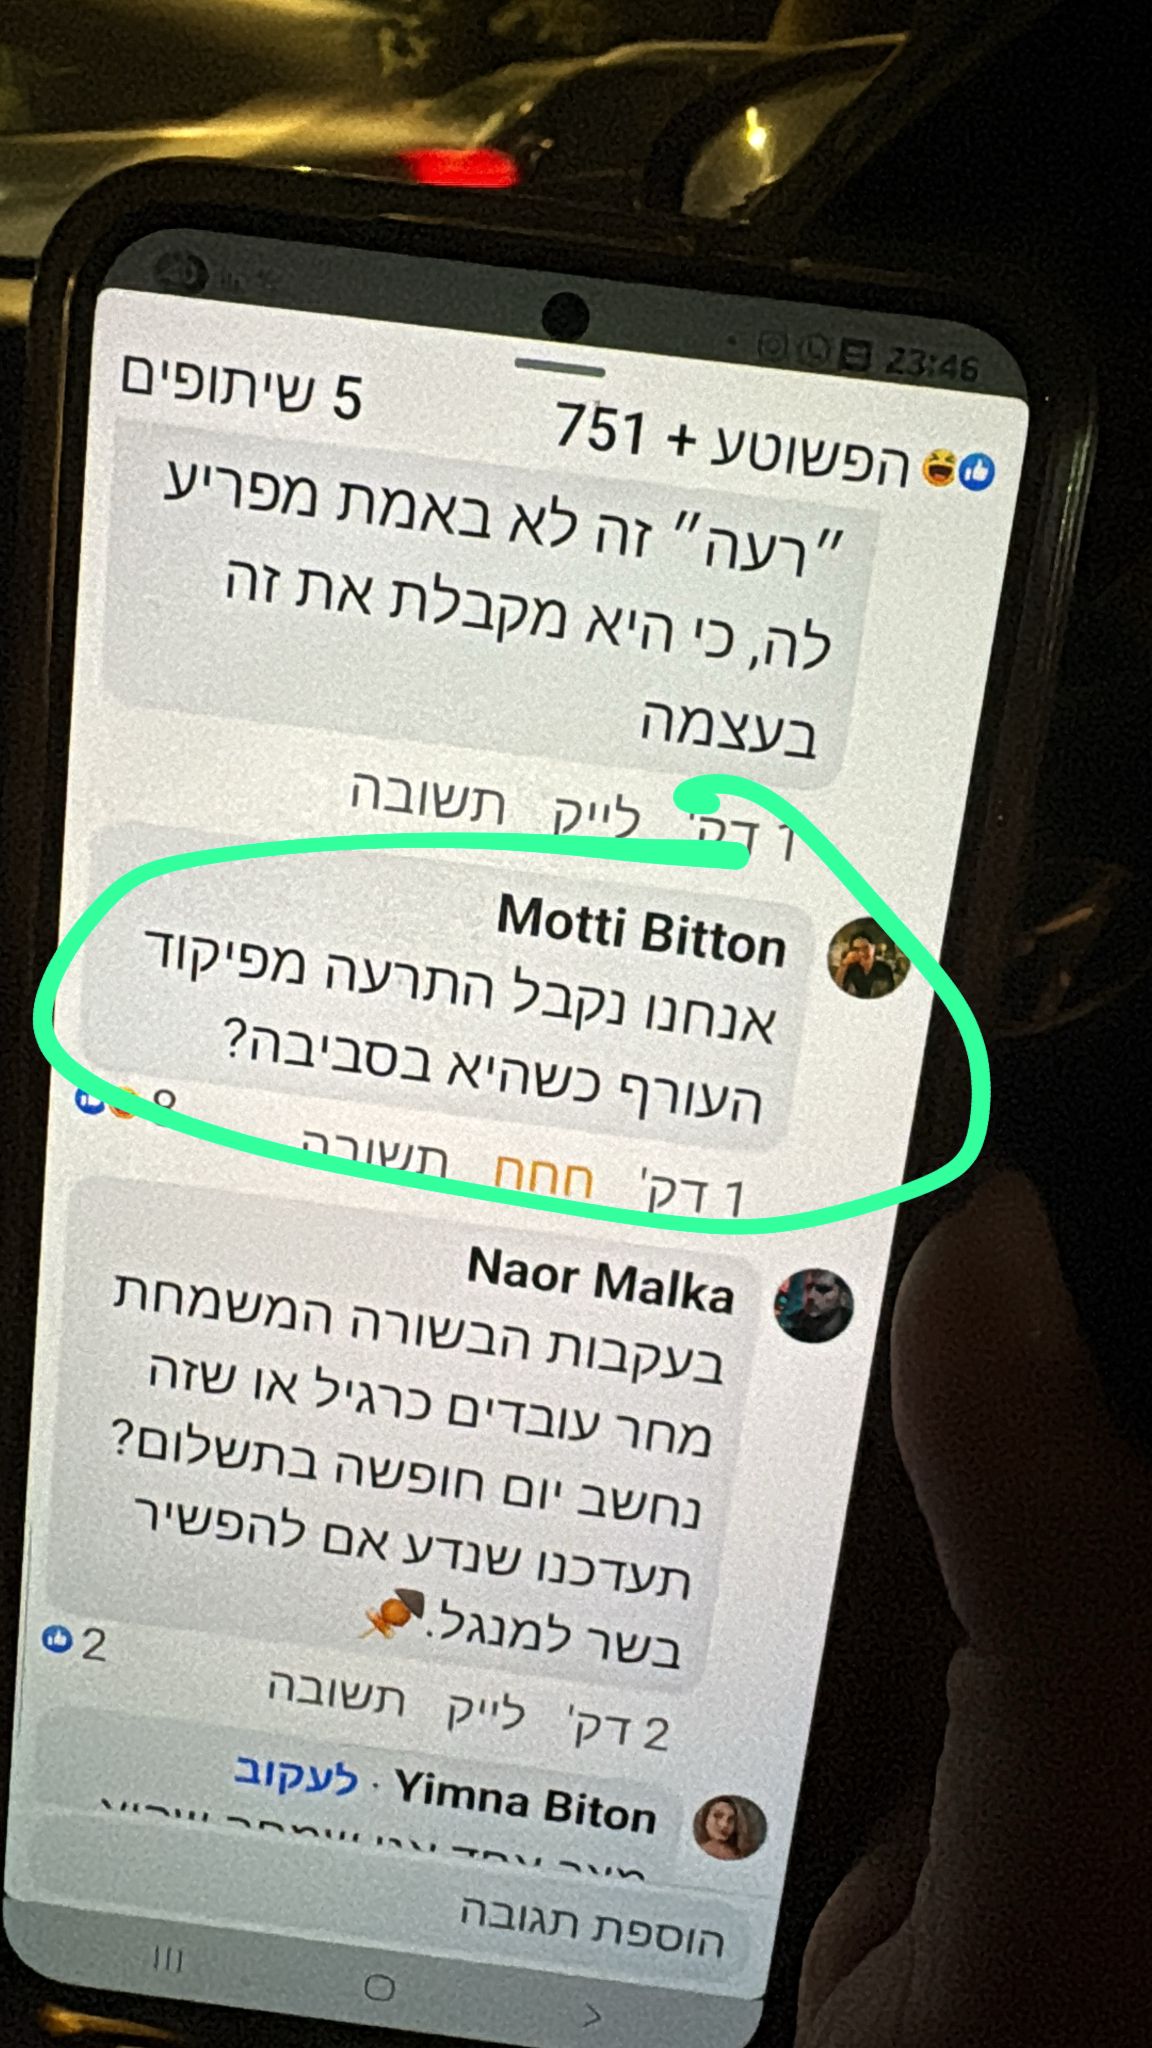 23:46
הפשוטע + 751
5 שיתופים
"רעה" זה לא באמת מפריע
לה, כי היא מקבלת את זה
בעצמה
1 דק' לייק תשובה
Motti Bitton
אנחנו נקבל התרעה מפיקוד
העורף כשהיא בסביבה?
1 דק' חחח תשובה
Naor Malka
בעקבות הבשורה המשמחת
מחר עובדים כרגיל או שזה
נחשב יום חופשה בתשלום?
תעדכנו שנדע אם להפשיר
בשר למנגל.
2 דק' לייק תשובה
2
Yimna Biton · לעקוב
הוספת תגובה